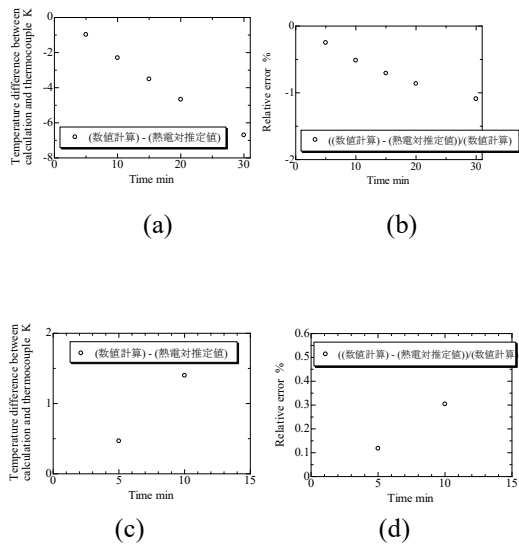 Temperature difference between
calculation and thermocouple K
0
-2
-4
-6
-8
(数値計算) - (熱電対推定値)
0 10 20 30
Time min
(a)
Relative error %
0
-1
-2
((数値計算) - (熱電対推定値))/(数値計算)
0 10 20 30
Time min
(b)
Temperature difference between
calculation and thermocouple K
2
1
0
(数値計算) - (熱電対推定値)
0 5 10 15
Time min
(c)
Relative error %
0.6
0.5
0.4
0.3
0.2
0.1
0
((数値計算) - (熱電対推定値))/(数値計算
0 5 10 15
Time min
(d)